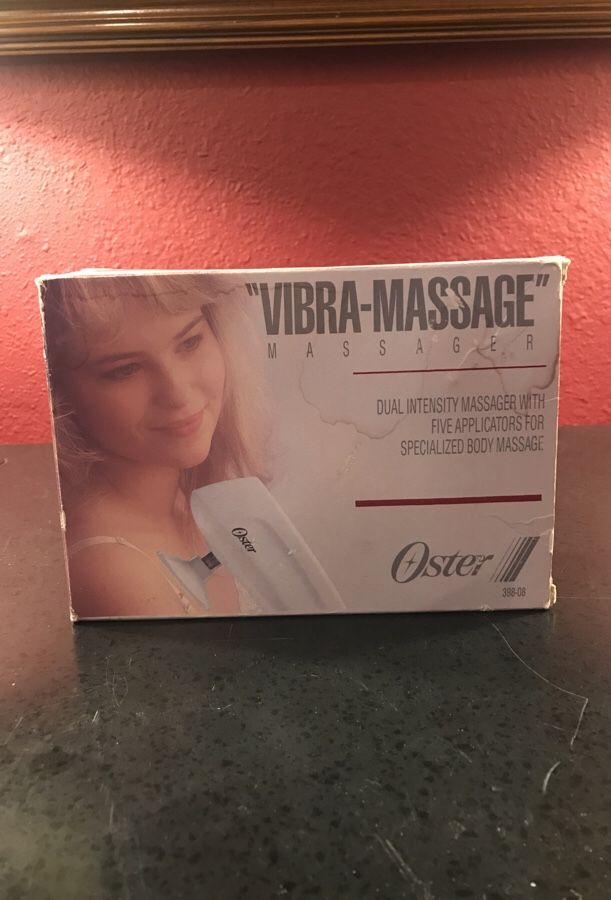 "VIBRA-MASSAGE"
MASSAGER
DUAL INTENSITY MASSAGER WITH
FIVE APPLICATORS FOR
SPECIALIZED BODY MASSAGE
Oster
Oster
398-08